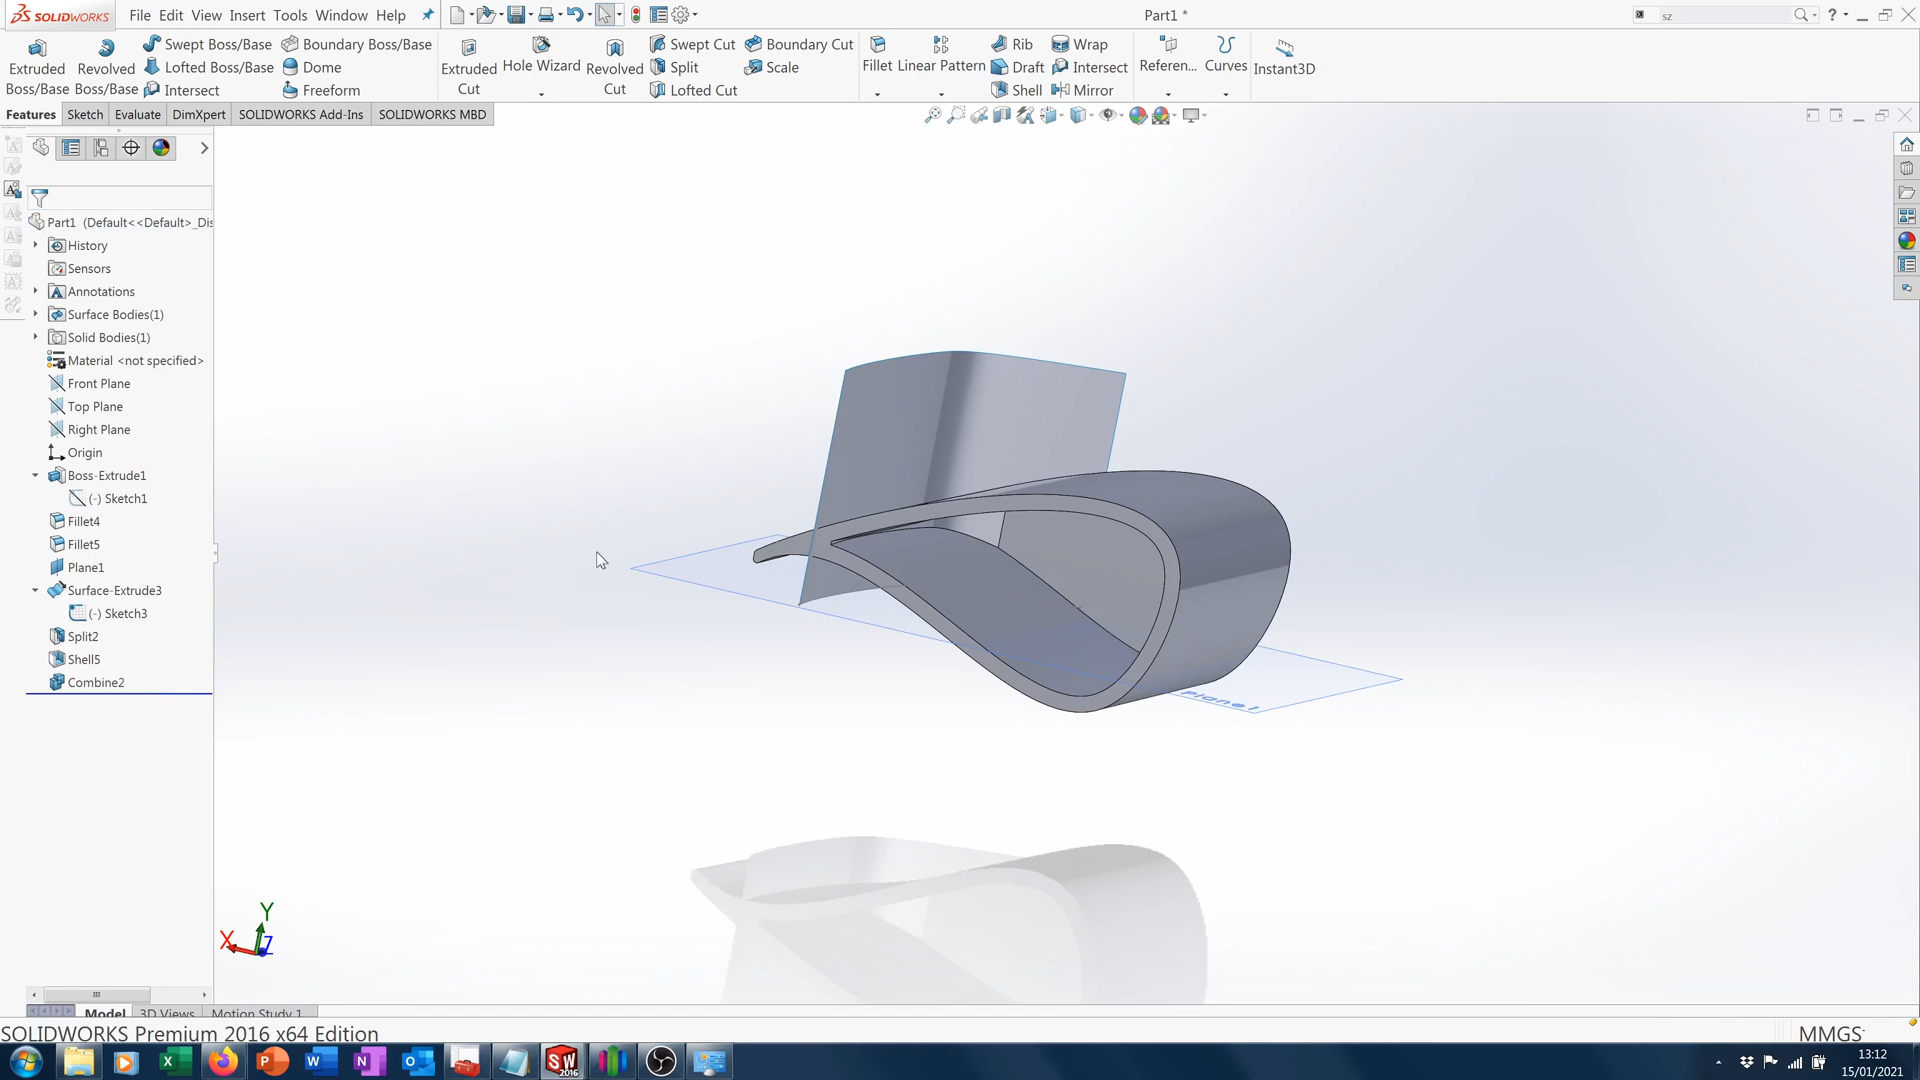 SOLIDWORKS File Edit View Insert Tools Window Help Part1 * sz ?
Swept Boss/Base Boundary Boss/Base Swept Cut Boundary Cut Rib Wrap
Extruded Boss/Base Revolved Boss/Base Lofted Boss/Base Dome Extruded Cut Hole Wizard Revolved Cut Split Scale Fillet Linear Pattern Draft Intersect Referen... Curves Instant3D
Intersect Freeform Lofted Cut Shell Mirror
Features Sketch Evaluate DimXpert SOLIDWORKS Add-Ins SOLIDWORKS MBD
Part1 (Default<<Default>_Dis
History
Sensors
Annotations
Surface Bodies(1)
Solid Bodies(1)
Material <not specified>
Front Plane
Top Plane
Right Plane
Origin
Boss-Extrude1
(-) Sketch1
Fillet4
Fillet5
Plane1
Surface-Extrude3
(-) Sketch3
Split2
Shell5
Combine2
Plane1
Y
X
Z
Model 3D Views Motion Study 1
SOLIDWORKS Premium 2016 x64 Edition MMGS
13:12
15/01/2021